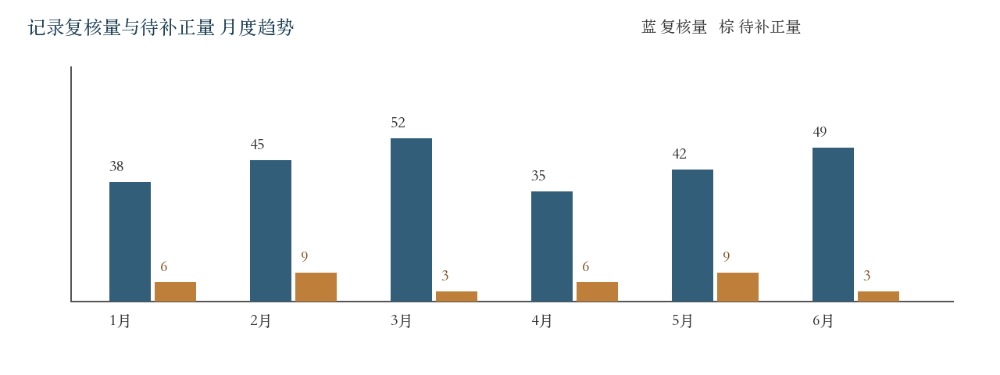 记录复核量与待补正量 月度趋势
蓝 复核量 棕 待补正量
38 6 45 9 52 3 35 6 42 9 49 3
1月 2月 3月 4月 5月 6月